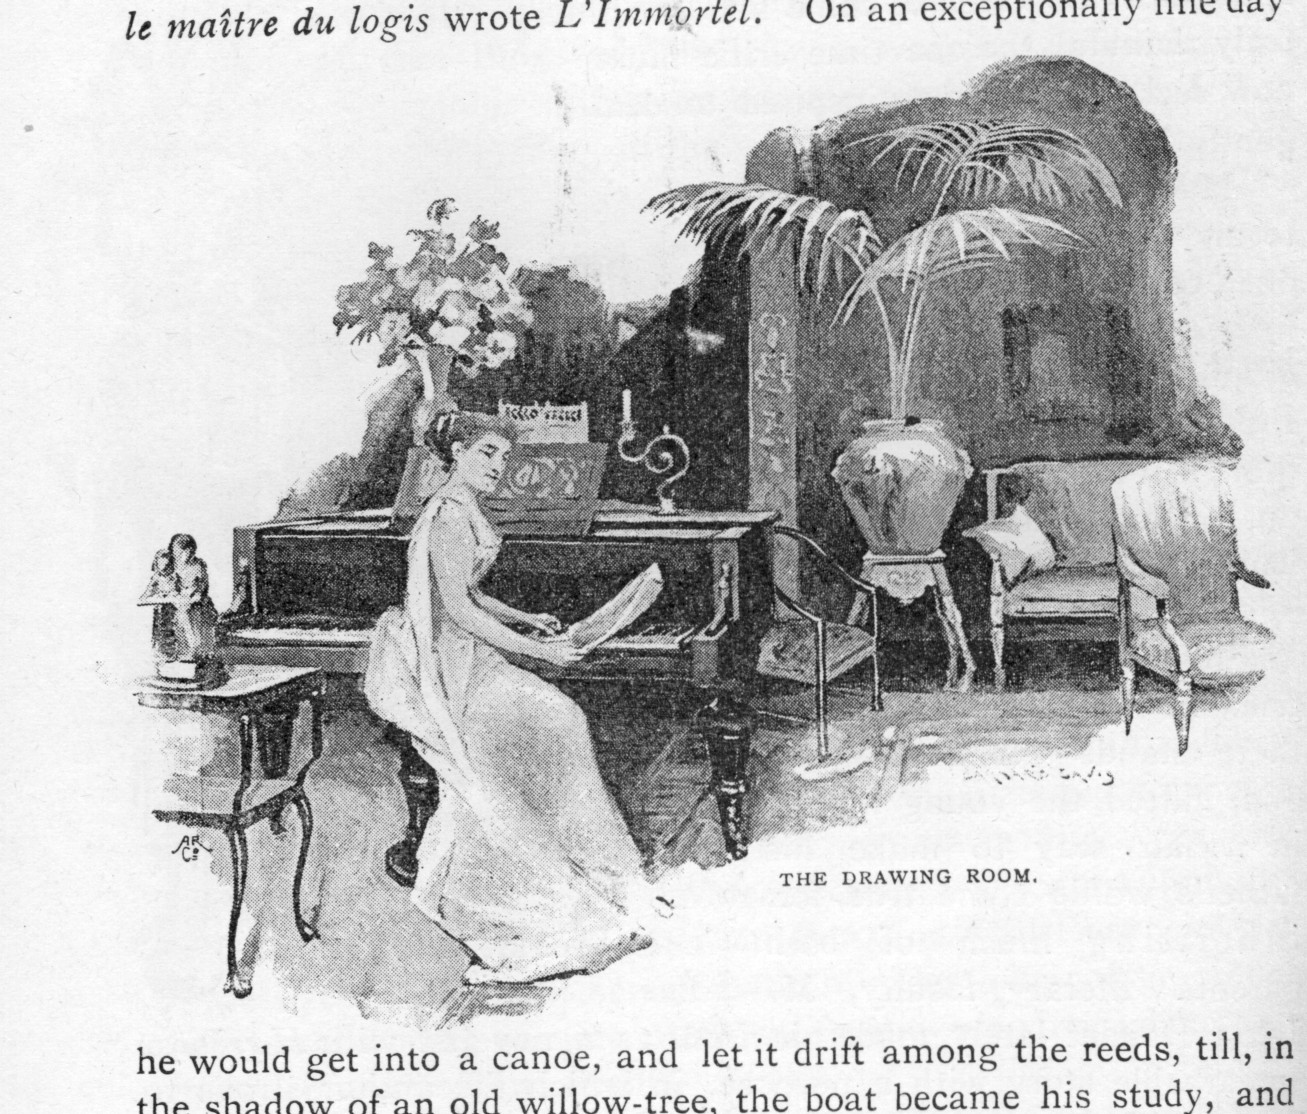 le maître du logis wrote L'Immortel. On an exceptionally fine day
AR
Co
THE DRAWING ROOM.
he would get into a canoe, and let it drift among the reeds, till, in
the shadow of an old willow-tree, the boat became his study, and